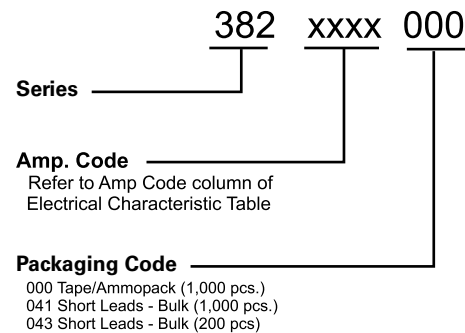 382 xxxx 000
Series
Amp. Code
Refer to Amp Code column of
Electrical Characteristic Table
Packaging Code
000 Tape/Ammopack (1,000 pcs.)
041 Short Leads - Bulk (1,000 pcs.)
043 Short Leads - Bulk (200 pcs)